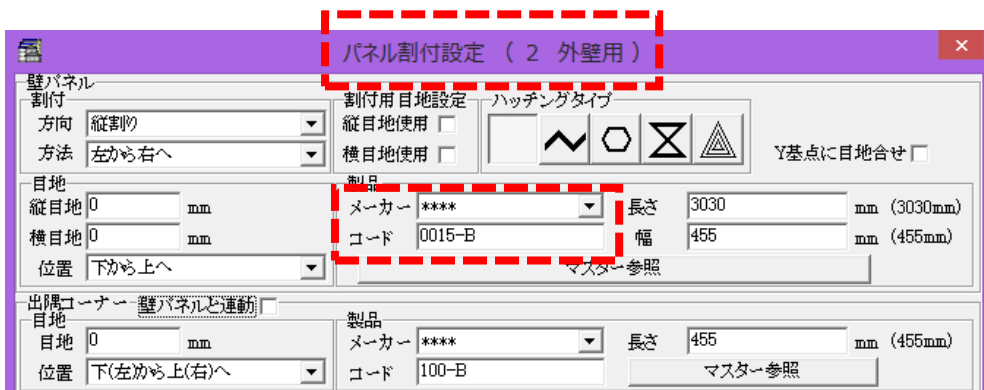 パネル割付設定 ( 2 外壁用 )
壁パネル
割付
割付用目地設定
ハッチングタイプ
方向 縦割り
縦目地使用
方法 左から右へ
横目地使用
Y基点に目地合せ
目地
製品
縦目地 0 mm
メーカー ****
長さ 3030 mm (3030mm)
横目地 0 mm
コード 0015-B
幅 455 mm (455mm)
位置 下から上へ
マスター参照
出隅コーナー 壁パネルと連動
目地
製品
目地 0 mm
メーカー ****
長さ 455 mm (455mm)
位置 下(左)から上(右)へ
コード 100-B
マスター参照